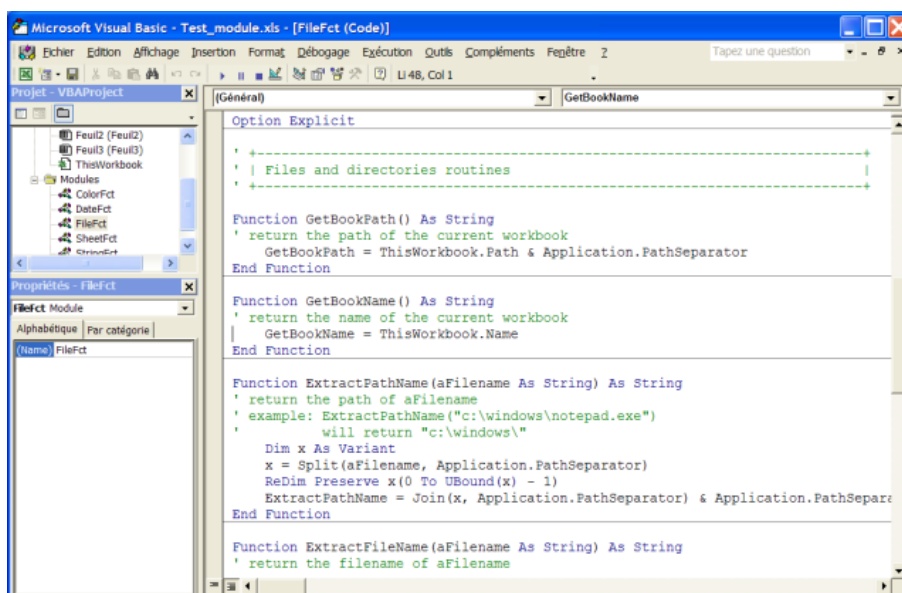 Microsoft Visual Basic - Test_module.xls - [FileFct (Code)]
Fichier Edition Affichage Insertion Format Débogage Exécution Outils Compléments Fenêtre ? Tapez une question
Li 48, Col 1
Projet - VBAProject
(Général) GetBookName
Feuil2 (Feuil2)
Feuil3 (Feuil3)
ThisWorkbook
Modules
ColorFct
DateFct
FileFct
SheetFct
StringFct
Propriétés - FileFct
FileFct Module
Alphabétique Par catégorie
(Name) FileFct
Option Explicit
' +--------------------------------------------------------------------------+
' | Files and directories routines |
' +--------------------------------------------------------------------------+
Function GetBookPath() As String
' return the path of the current workbook
GetBookPath = ThisWorkbook.Path & Application.PathSeparator
End Function
Function GetBookName() As String
' return the name of the current workbook
GetBookName = ThisWorkbook.Name
End Function
Function ExtractPathName(aFilename As String) As String
' return the path of aFilename
' example: ExtractPathName("c:\windows\notepad.exe")
' will return "c:\windows\"
Dim x As Variant
x = Split(aFilename, Application.PathSeparator)
ReDim Preserve x(0 To UBound(x) - 1)
ExtractPathName = Join(x, Application.PathSeparator) & Application.PathSepara
End Function
Function ExtractFileName(aFilename As String) As String
' return the filename of aFilename